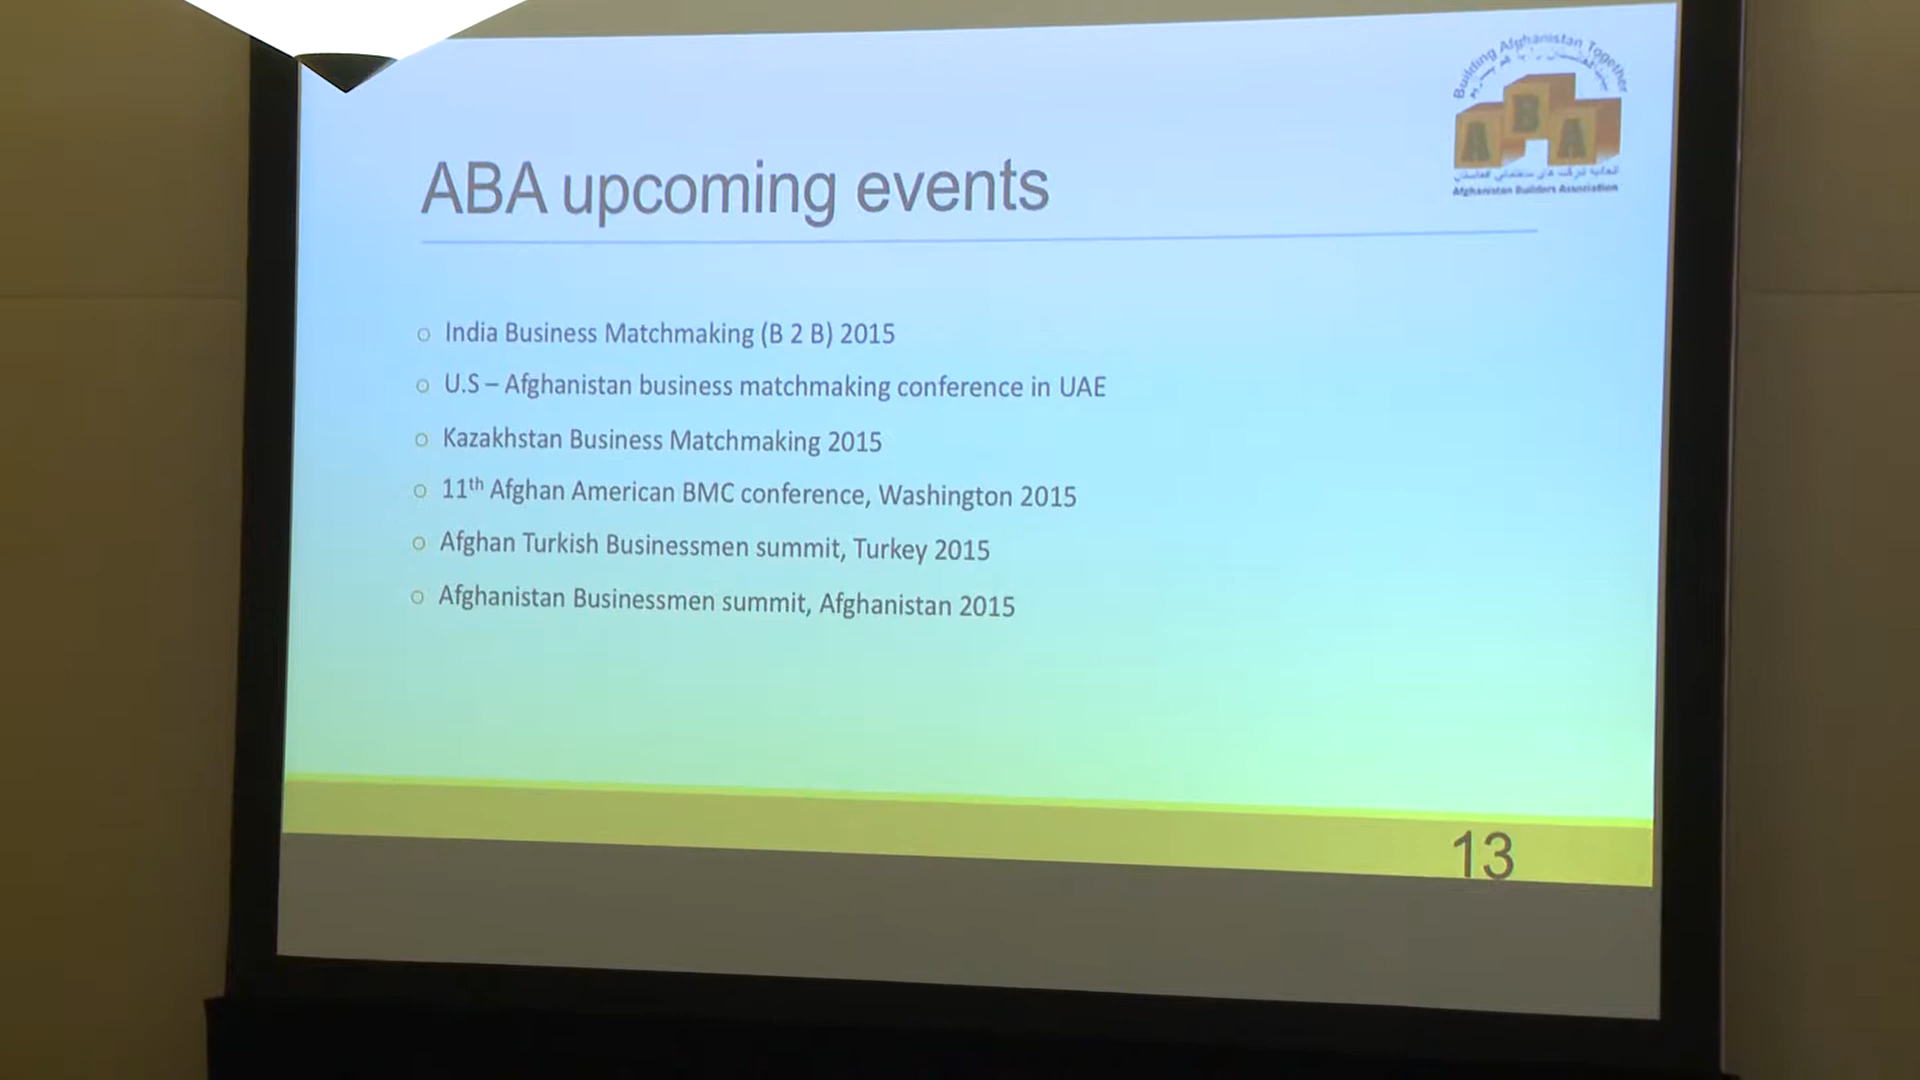 Building Afghanistan Together
A B A
Afghanistan Builders Association
ABA upcoming events
o India Business Matchmaking (B 2 B) 2015
o U.S – Afghanistan business matchmaking conference in UAE
o Kazakhstan Business Matchmaking 2015
o 11th Afghan American BMC conference, Washington 2015
o Afghan Turkish Businessmen summit, Turkey 2015
o Afghanistan Businessmen summit, Afghanistan 2015
13